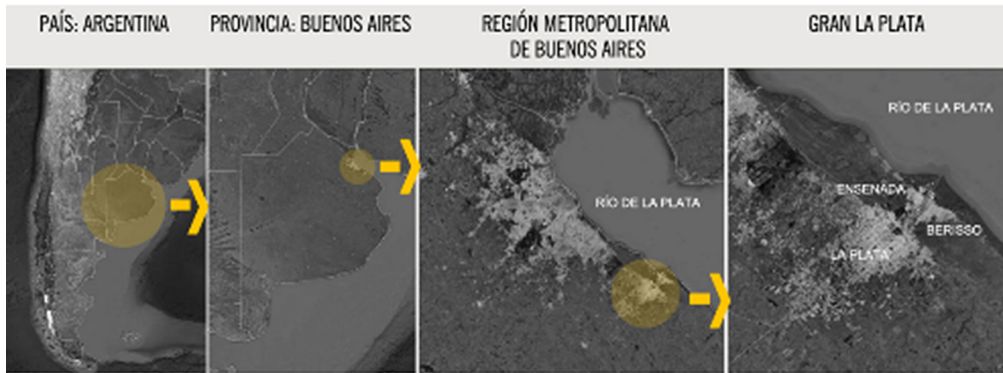 PAÍS: ARGENTINA
PROVINCIA: BUENOS AIRES
REGIÓN METROPOLITANA
DE BUENOS AIRES
GRAN LA PLATA
RÍO DE LA PLATA
RÍO DE LA PLATA
ENSENADA
BERISSO
LA PLATA